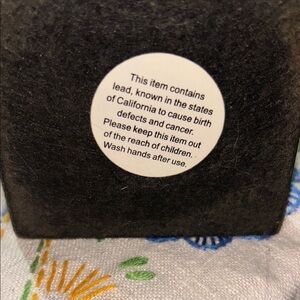 This item contains
lead, known in the states
of California to cause birth
defects and cancer.
Please keep this item out
of the reach of children.
Wash hands after use.